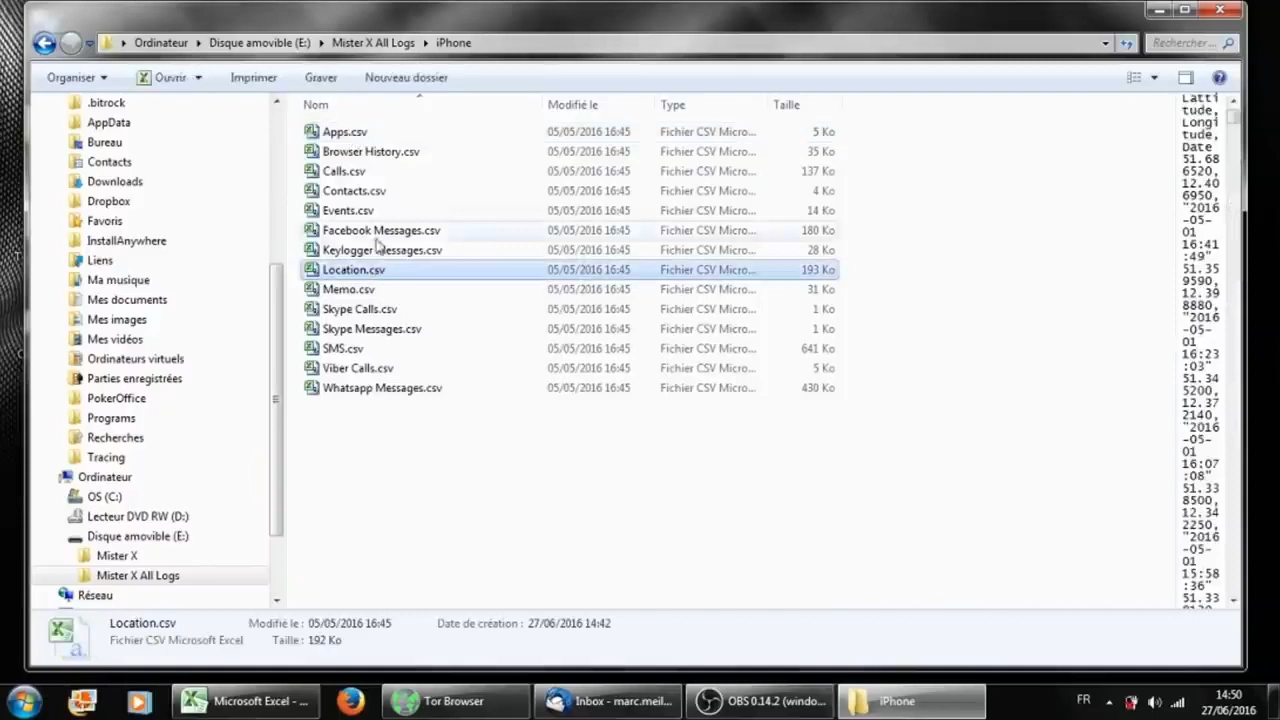 Ordinateur Disque amovible (E:) Mister X All Logs iPhone Rechercher...
Organiser Ouvrir Imprimer Graver Nouveau dossier
.bitrock
AppData
Bureau
Contacts
Downloads
Dropbox
Favoris
InstallAnywhere
Liens
Ma musique
Mes documents
Mes images
Mes vidéos
Ordinateurs virtuels
Parties enregistrées
PokerOffice
Programs
Recherches
Tracing
Ordinateur
OS (C:)
Lecteur DVD RW (D:)
Disque amovible (E:)
Mister X
Mister X All Logs
Réseau
Nom Modifié le Type Taille
Apps.csv 05/05/2016 16:45 Fichier CSV Micro... 5 Ko
Browser History.csv 05/05/2016 16:45 Fichier CSV Micro... 35 Ko
Calls.csv 05/05/2016 16:45 Fichier CSV Micro... 137 Ko
Contacts.csv 05/05/2016 16:45 Fichier CSV Micro... 4 Ko
Events.csv 05/05/2016 16:45 Fichier CSV Micro... 14 Ko
Facebook Messages.csv 05/05/2016 16:45 Fichier CSV Micro... 180 Ko
Keylogger Messages.csv 05/05/2016 16:45 Fichier CSV Micro... 28 Ko
Location.csv 05/05/2016 16:45 Fichier CSV Micro... 193 Ko
Memo.csv 05/05/2016 16:45 Fichier CSV Micro... 31 Ko
Skype Calls.csv 05/05/2016 16:45 Fichier CSV Micro... 1 Ko
Skype Messages.csv 05/05/2016 16:45 Fichier CSV Micro... 1 Ko
SMS.csv 05/05/2016 16:45 Fichier CSV Micro... 641 Ko
Viber Calls.csv 05/05/2016 16:45 Fichier CSV Micro... 5 Ko
Whatsapp Messages.csv 05/05/2016 16:45 Fichier CSV Micro... 430 Ko
Latti
tude,
Longi
tude,
Date
51.68
6520,
12.40
6950,
"2016
-05-
01
16:41
:49"
51.35
9590,
12.39
8880,
"2016
-05-
01
16:23
:03"
51.34
5200,
12.37
2140,
"2016
-05-
01
16:07
:08"
51.33
8500,
12.34
2250,
"2016
-05-
01
15:58
:36"
51.33
Location.csv Modifié le : 05/05/2016 16:45 Date de création : 27/06/2016 14:42
Fichier CSV Microsoft Excel Taille : 192 Ko
Microsoft Excel - ... Tor Browser Inbox - marc.meil... OBS 0.14.2 (windo... iPhone FR 14:50
27/06/2016